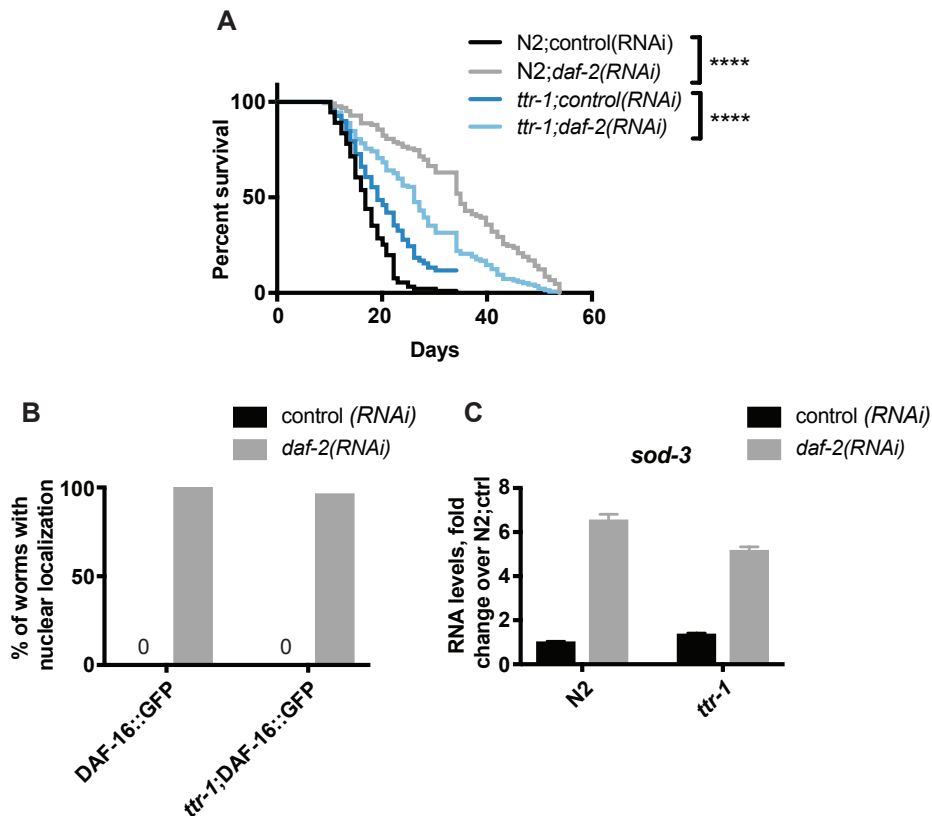 A
N2;control(RNAi)
N2;daf-2(RNAi)
ttr-1;control(RNAi)
ttr-1;daf-2(RNAi)
****
****
Percent survival
100
50
0
0
20
40
60
Days
B
control (RNAi)
daf-2(RNAi)
% of worms with
nuclear localization
100
50
0
0
0
DAF-16::GFP
ttr-1;DAF-16::GFP
C
control (RNAi)
daf-2(RNAi)
sod-3
RNA levels, fold
change over N2;ctrl
8
6
4
2
0
N2
ttr-1